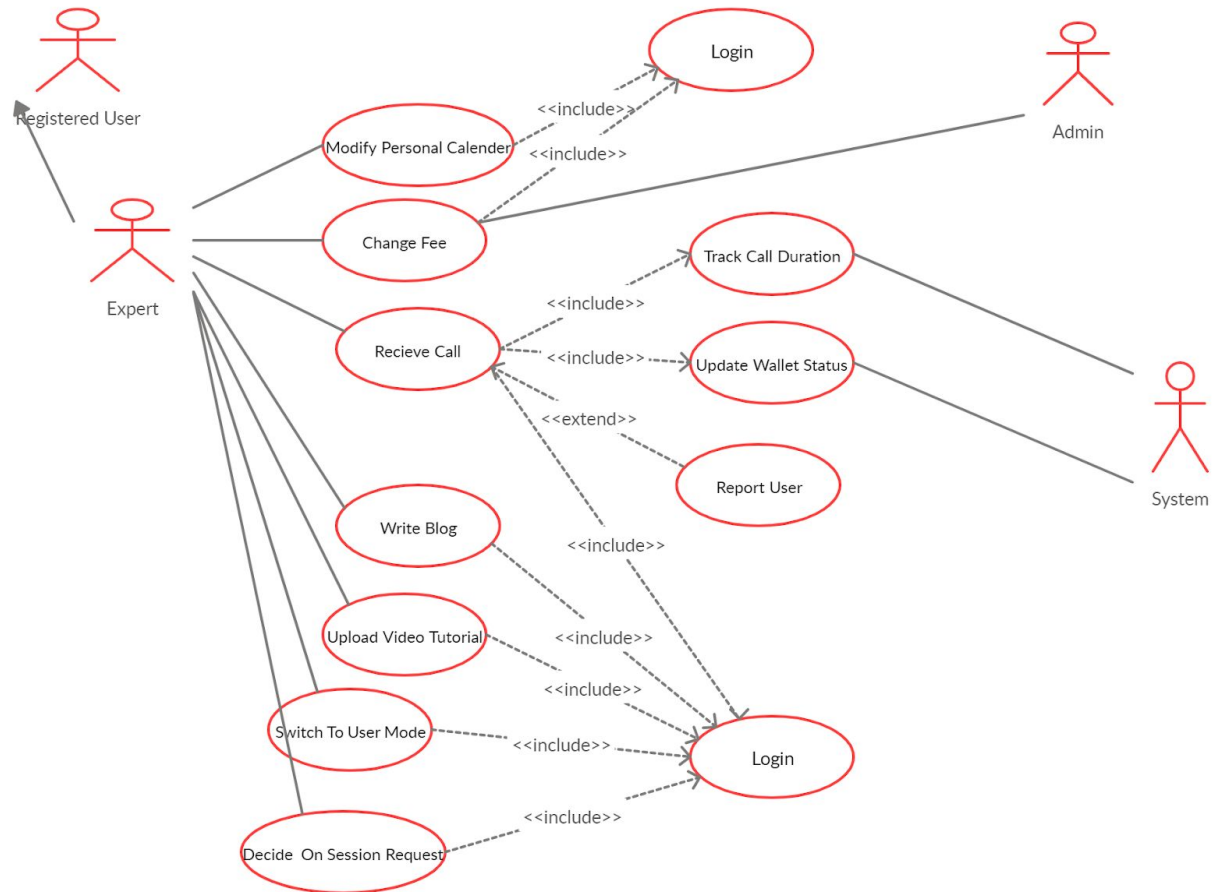 Login
Registered User
Admin
<<include>>
Modify Personal Calender
<<include>>
Change Fee
Track Call Duration
Expert
<<include>>
Recieve Call
<<include>>
Update Wallet Status
<<extend>>
Report User
System
Write Blog
<<include>>
Upload Video Tutorial
<<include>>
<<include>>
Switch To User Mode
<<include>>
Login
<<include>>
Decide On Session Request